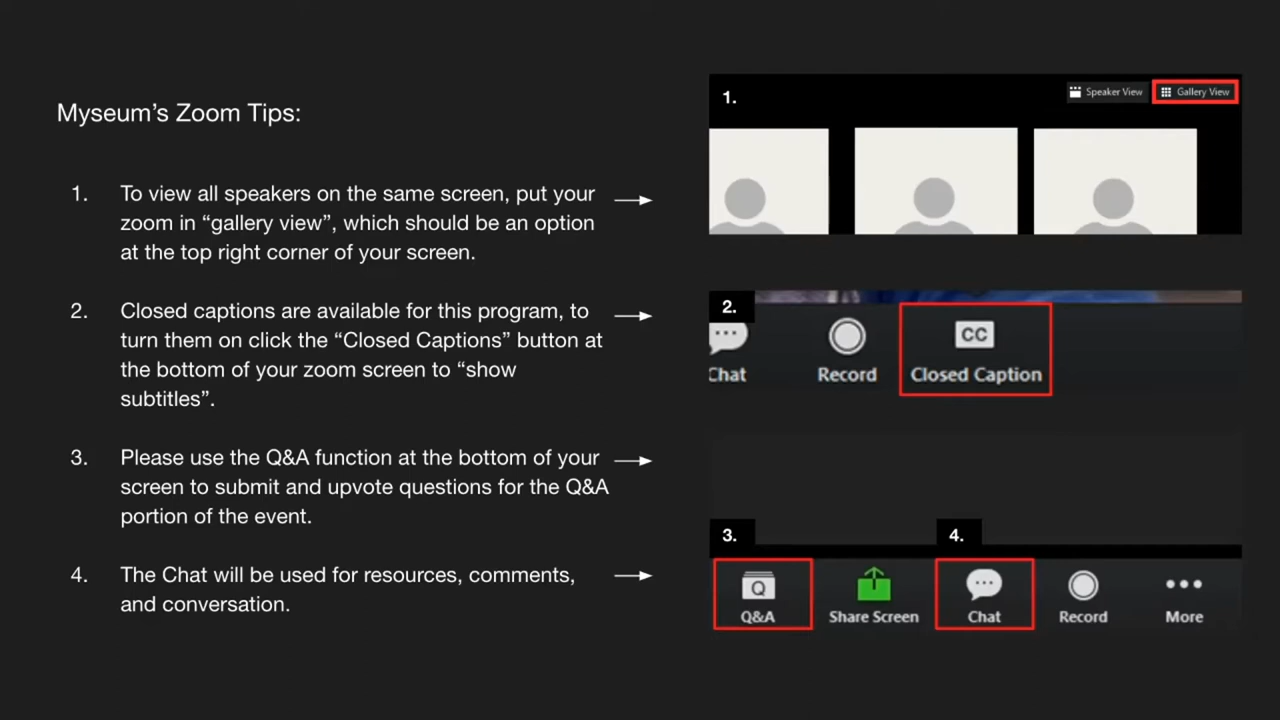 Myseum’s Zoom Tips:
1. To view all speakers on the same screen, put your
zoom in “gallery view”, which should be an option
at the top right corner of your screen.
2. Closed captions are available for this program, to
turn them on click the “Closed Captions” button at
the bottom of your zoom screen to “show
subtitles”.
3. Please use the Q&A function at the bottom of your
screen to submit and upvote questions for the Q&A
portion of the event.
4. The Chat will be used for resources, comments,
and conversation.
1.
Speaker View Gallery View
2.
CC
Chat Record Closed Caption
3. 4.
Q
Q&A Share Screen Chat Record More